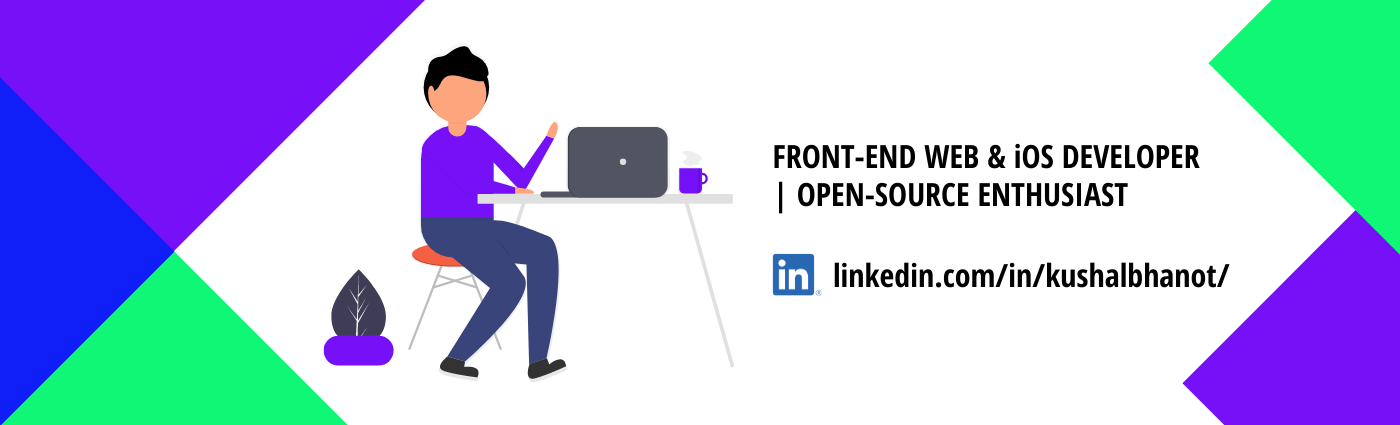 FRONT-END WEB & iOS DEVELOPER
| OPEN-SOURCE ENTHUSIAST
in ® linkedin.com/in/kushalbhanot/